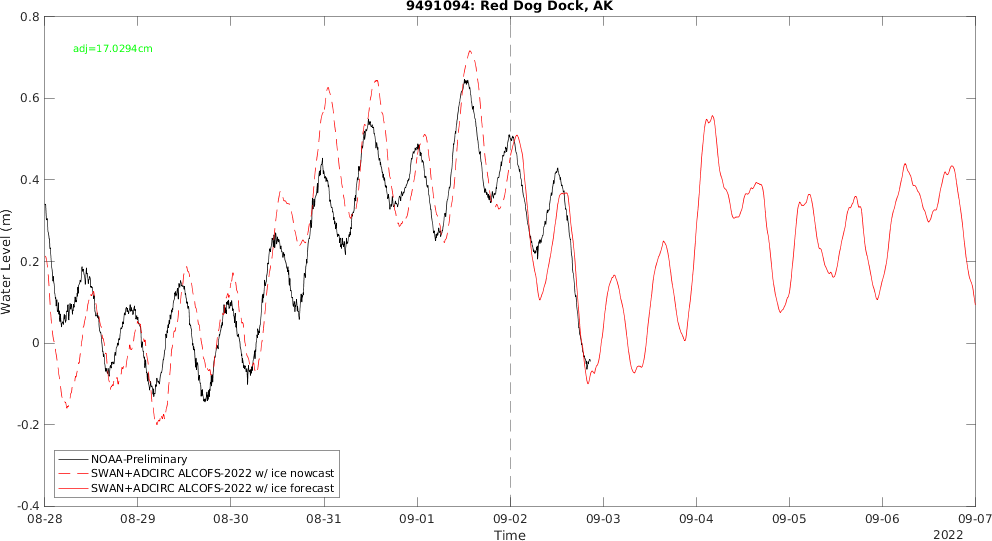 9491094: Red Dog Dock, AK
adj=17.0294cm
Water Level (m)
0.8
0.6
0.4
0.2
0
-0.2
-0.4
NOAA-Preliminary
SWAN+ADCIRC ALCOFS-2022 w/ ice nowcast
SWAN+ADCIRC ALCOFS-2022 w/ ice forecast
08-28 08-29 08-30 08-31 09-01 09-02 09-03 09-04 09-05 09-06 09-07
Time
2022